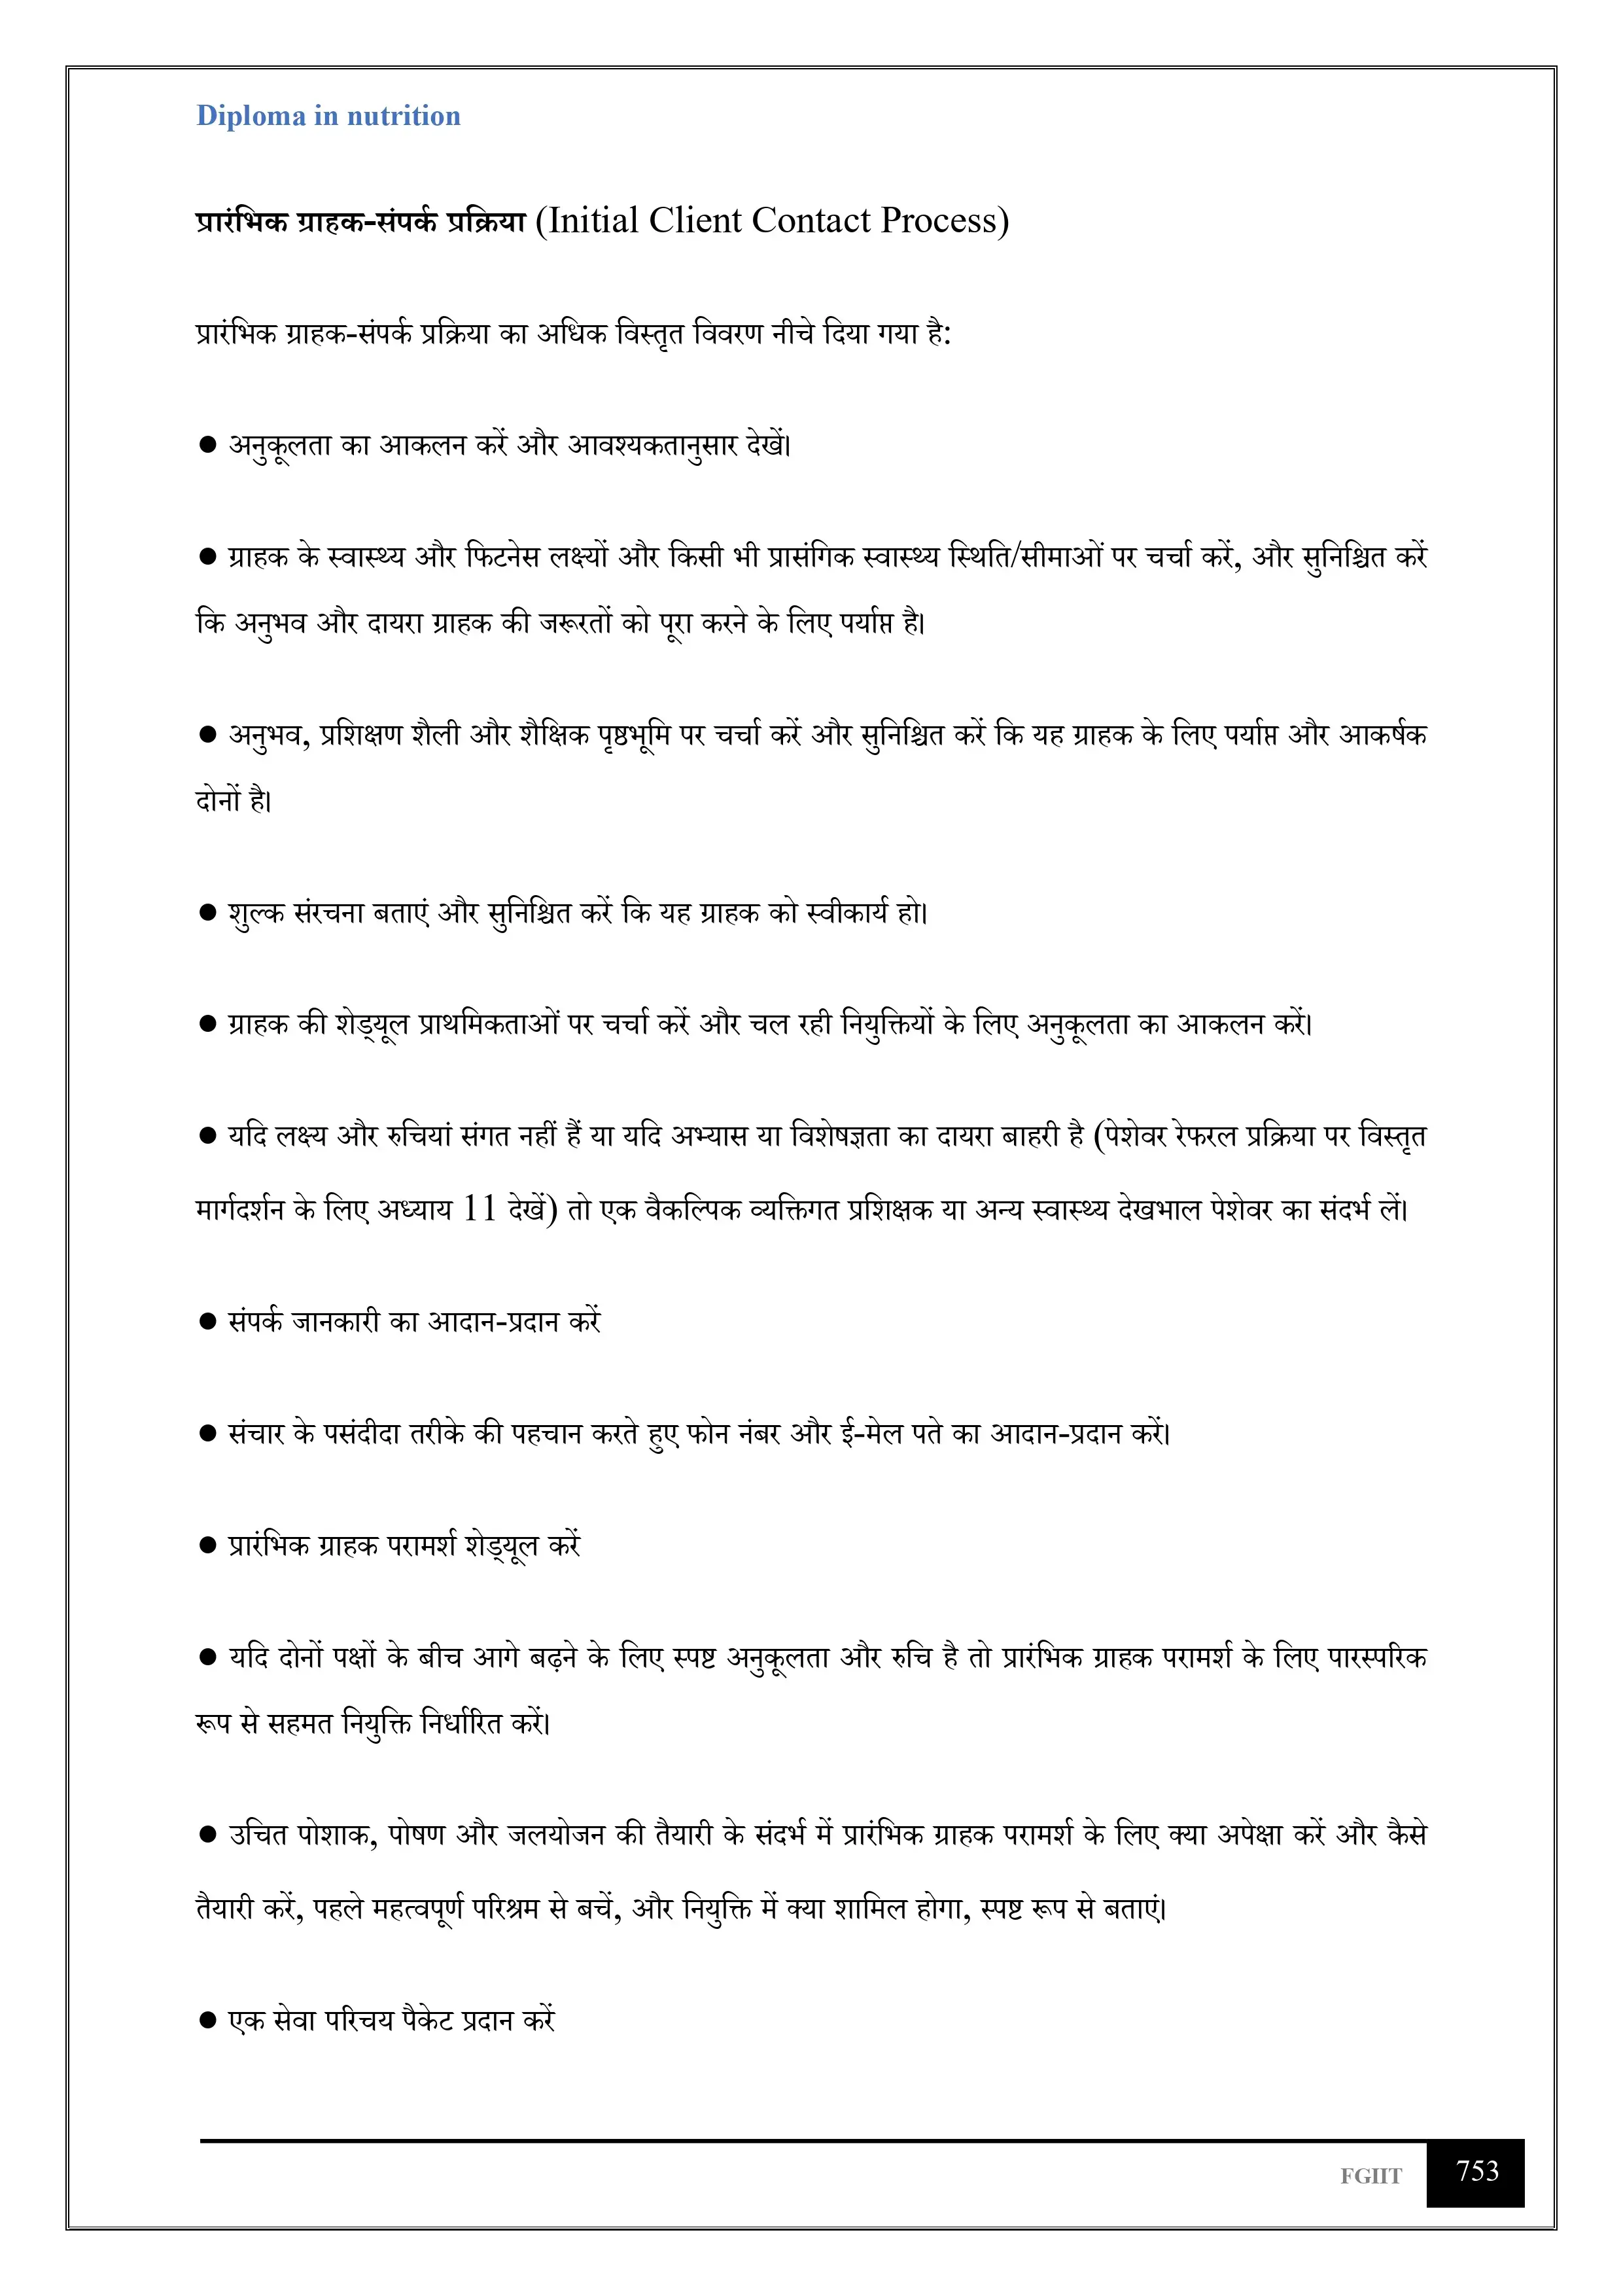 Diploma in nutrition
प्रारंभिक ग्राहक-संपर्क प्रक्रिया (Initial Client Contact Process)
प्रारंभिक ग्राहक-संपर्क प्रक्रिया का अधिक विस्तृत विवरण नीचे दिया गया है:
● अनुकूलता का आकलन करें और आवश्यकतानुसार देखें।
● ग्राहक के स्वास्थ्य और फिटनेस लक्ष्यों और किसी भी प्रासंगिक स्वास्थ्य स्थिति/सीमाओं पर चर्चा करें, और सुनिश्चित करें
कि अनुभव और दायरा ग्राहक की जरूरतों को पूरा करने के लिए पर्याप्त है।
● अनुभव, प्रशिक्षण शैली और शैक्षिक पृष्ठभूमि पर चर्चा करें और सुनिश्चित करें कि यह ग्राहक के लिए पर्याप्त और आकर्षक
दोनों है।
● शुल्क संरचना बताएं और सुनिश्चित करें कि यह ग्राहक को स्वीकार्य हो।
● ग्राहक की शेड्यूल प्राथमिकताओं पर चर्चा करें और चल रही नियुक्तियों के लिए अनुकूलता का आकलन करें।
● यदि लक्ष्य और रुचियां संगत नहीं हैं या यदि अभ्यास या विशेषज्ञता का दायरा बाहरी है (पेशेवर रेफरल प्रक्रिया पर विस्तृत
मार्गदर्शन के लिए अध्याय 11 देखें) तो एक वैकल्पिक व्यक्तिगत प्रशिक्षक या अन्य स्वास्थ्य देखभाल पेशेवर का संदर्भ लें।
● संपर्क जानकारी का आदान-प्रदान करें
● संचार के पसंदीदा तरीके की पहचान करते हुए फोन नंबर और ई-मेल पते का आदान-प्रदान करें।
● प्रारंभिक ग्राहक परामर्श शेड्यूल करें
● यदि दोनों पक्षों के बीच आगे बढ़ने के लिए स्पष्ट अनुकूलता और रुचि है तो प्रारंभिक ग्राहक परामर्श के लिए पारस्परिक
रूप से सहमत नियुक्ति निर्धारित करें।
● उचित पोशाक, पोषण और जलयोजन की तैयारी के संदर्भ में प्रारंभिक ग्राहक परामर्श के लिए क्या अपेक्षा करें और कैसे
तैयारी करें, पहले महत्वपूर्ण परिश्रम से बचें, और नियुक्ति में क्या शामिल होगा, स्पष्ट रूप से बताएं।
● एक सेवा परिचय पैकेट प्रदान करें
FGIIT 753